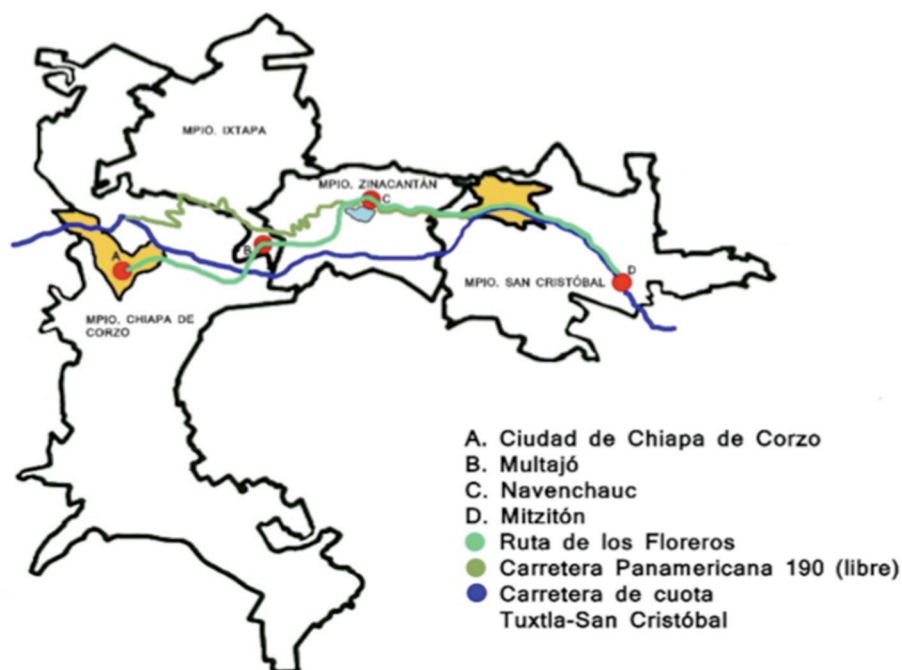 MPIO. IXTAPA
MPIO. ZINACANTÁN
C
B
A
D
MPIO. SAN CRISTÓBAL
MPIO. CHIAPA DE
CORZO
A. Ciudad de Chiapa de Corzo
B. Multajó
C. Navenchauc
D. Mitzitón
Ruta de los Floreros
Carretera Panamericana 190 (libre)
Carretera de cuota
Tuxtla-San Cristóbal